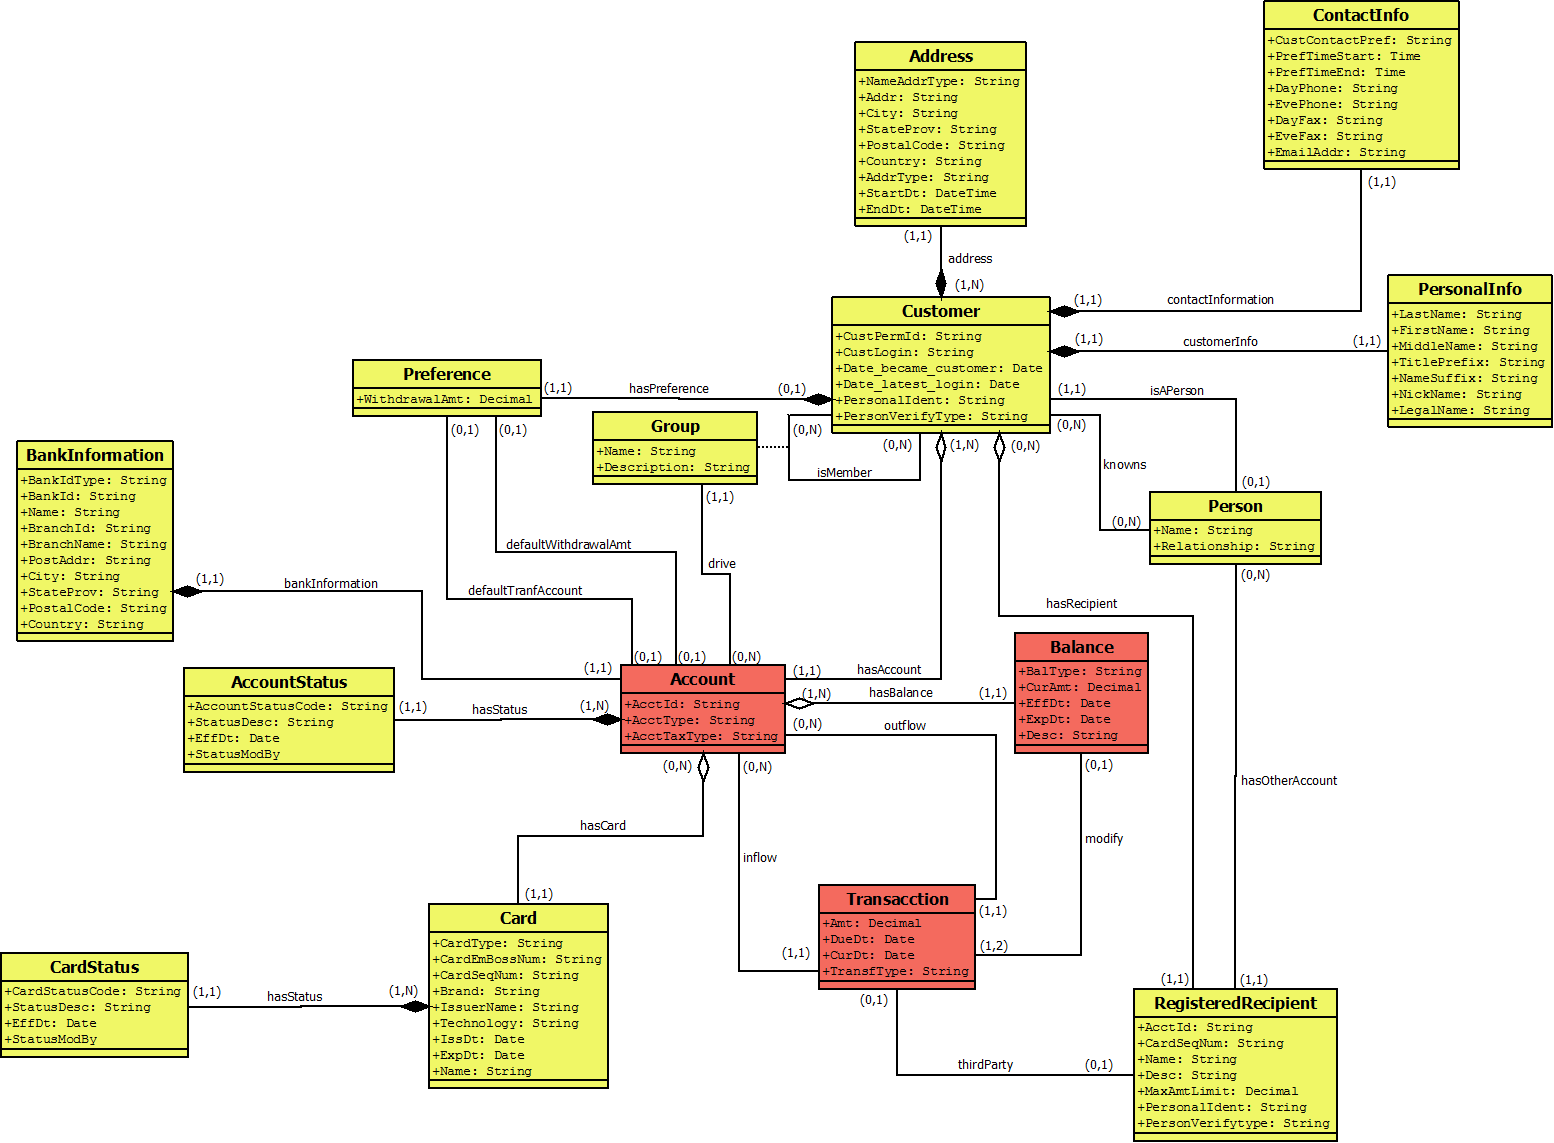 ContactInfo
+CustContactPref: String
+PrefTimeStart: Time
+PrefTimeEnd: Time
+DayPhone: String
+EvePhone: String
+DayFax: String
+EveFax: String
+EmailAddr: String
(1,1)
Address
+NameAddrType: String
+Addr: String
+City: String
+StateProv: String
+PostalCode: String
+Country: String
+AddrType: String
+StartDt: DateTime
+EndDt: DateTime
(1,1)
address
(1,N)
Customer
+CustPermId: String
+CustLogin: String
+Date_became_customer: Date
+Date_latest_login: Date
+PersonalIdent: String
+PersonVerifyType: String
(1,1)
contactInformation
(1,1)
customerInfo
(1,1)
PersonalInfo
+LastName: String
+FirstName: String
+MiddleName: String
+TitlePrefix: String
+NameSuffix: String
+NickName: String
+LegalName: String
(1,1)
isAPerson
(0,1)
(0,N)
knowns
(0,N)
Person
+Name: String
+Relationship: String
(0,N)
Preference
+WithdrawalAmt: Decimal
(1,1)
hasPreference
(0,1)
(0,1)
(0,1)
Group
+Name: String
+Description: String
(0,N)
(0,N)
isMember
(1,N)
(0,N)
(1,1)
drive
BankInformation
+BankIdType: String
+BankId: String
+Name: String
+BranchId: String
+BranchName: String
+PostAddr: String
+City: String
+StateProv: String
+PostalCode: String
+Country: String
(1,1)
bankInformation
defaultWithdrawalAmt
defaultTranfAccount
(1,1)
(0,1)
(0,1)
(0,N)
hasRecipient
AccountStatus
+AccountStatusCode: String
+StatusDesc: String
+EffDt: Date
+StatusModBy
(1,1)
hasStatus
(1,N)
Account
+AcctId: String
+AcctType: String
+AcctTaxType: String
(1,1)
hasAccount
(1,N)
hasBalance
(1,1)
(0,N)
outflow
Balance
+BalType: String
+CurAmt: Decimal
+EffDt: Date
+ExpDt: Date
+Desc: String
(0,1)
modify
hasOtherAccount
(0,N)
(0,N)
hasCard
inflow
(1,1)
Card
+CardType: String
+CardEmBossNum: String
+CardSeqNum: String
+Brand: String
+IssuerName: String
+Technology: String
+IssDt: Date
+ExpDt: Date
+Name: String
CardStatus
+CardStatusCode: String
+StatusDesc: String
+EffDt: Date
+StatusModBy
(1,1)
hasStatus
(1,N)
Transacction
+Amt: Decimal
+DueDt: Date
+CurDt: Date
+TransfType: String
(1,1)
(1,1)
(1,2)
(0,1)
thirdParty
(0,1)
(1,1)
(1,1)
RegisteredRecipient
+AcctId: String
+CardSeqNum: String
+Name: String
+Desc: String
+MaxAmtLimit: Decimal
+PersonalIdent: String
+PersonVerifytype: String